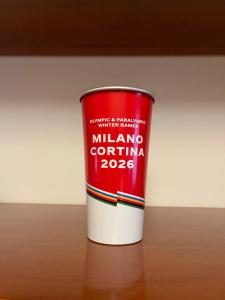 OLYMPIC & PARALYMPIC
WINTER GAMES
MILANO
CORTINA
2026